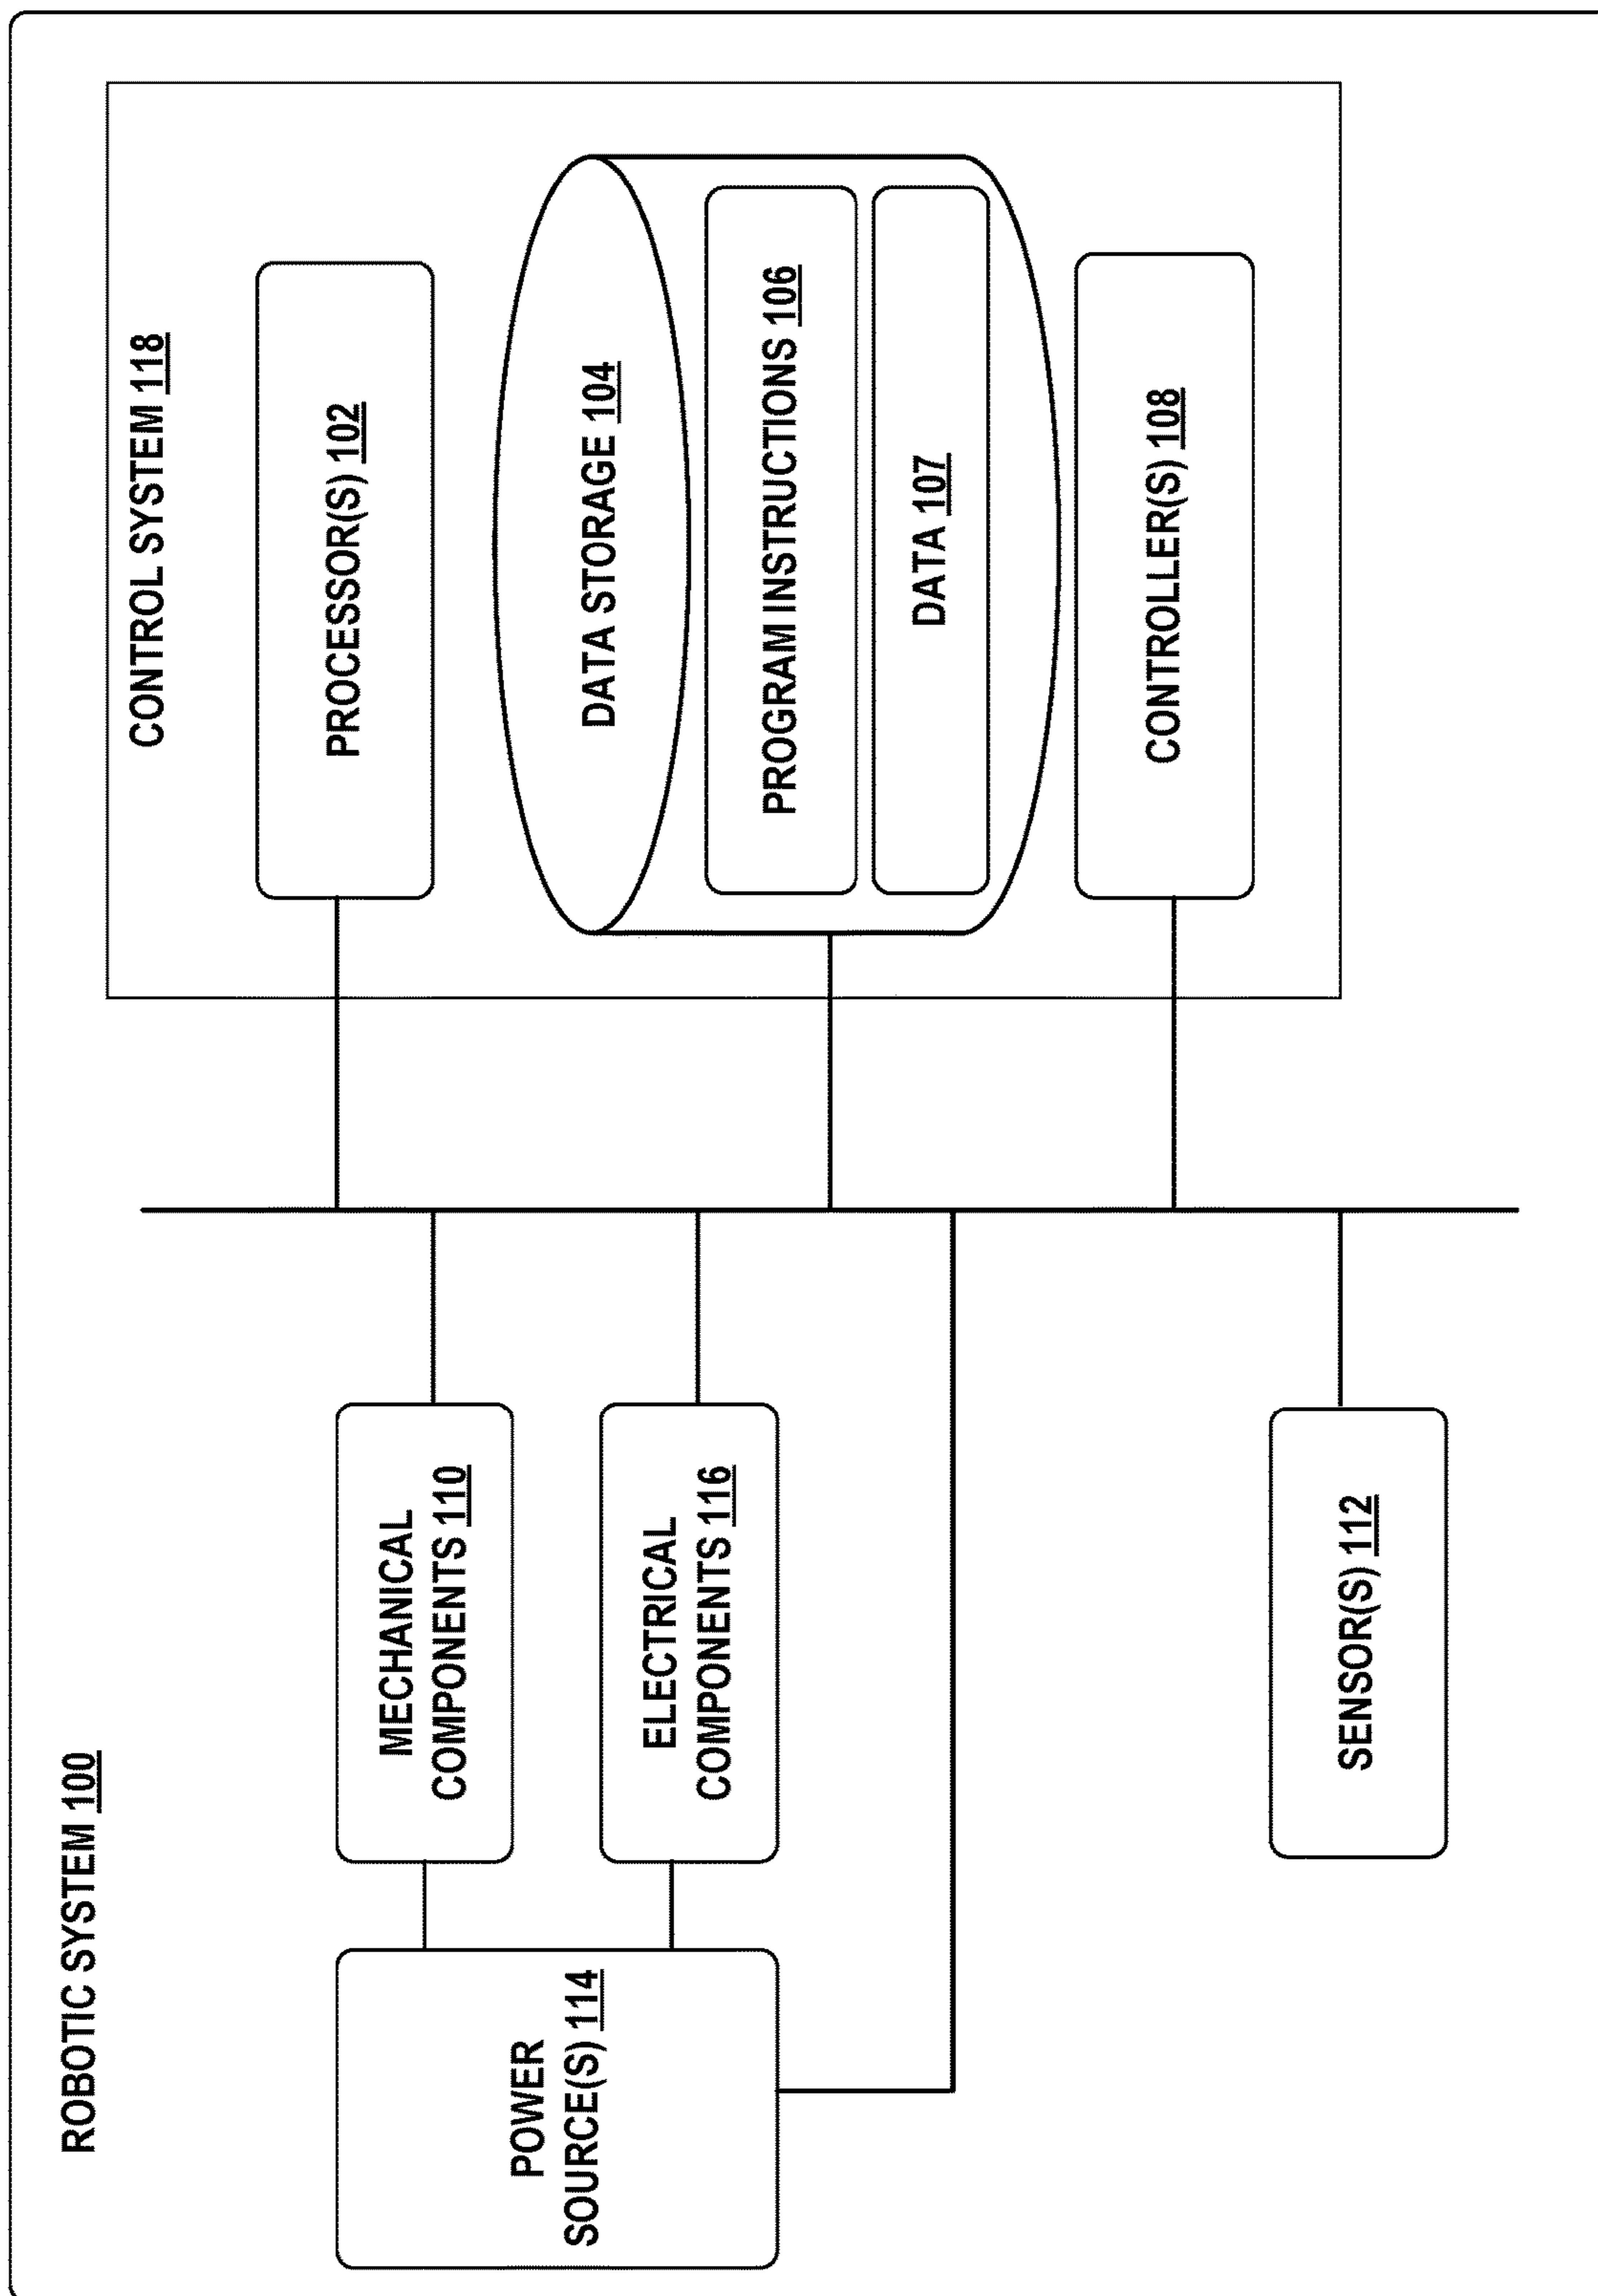 ROBOTIC SYSTEM 100
CONTROL SYSTEM 118
PROCESSOR(S) 102
DATA STORAGE 104
PROGRAM INSTRUCTIONS 106
DATA 107
CONTROLLER(S) 108
MECHANICAL
COMPONENTS 110
ELECTRICAL
COMPONENTS 116
POWER
SOURCE(S) 114
SENSOR(S) 112